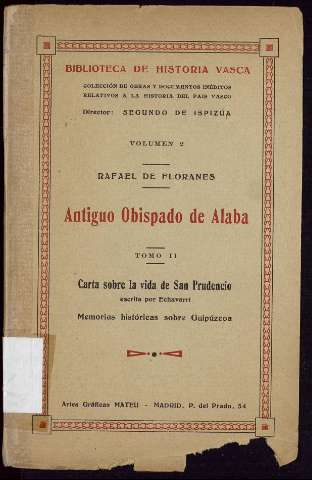 BIBLIOTECA DE HISTORIA VASCA
COLECCIÓN DE OBRAS Y DOCUMENTOS INÉDITOS
RELATIVOS A LA HISTORIA DEL PAIS VASCO
Director: SEGUNDO DE ISPIZÚA
VOLUMEN 2
RAFAEL DE FLORANES
Antiguo Obispado de Alaba
TOMO II
Carta sobre la vida de San Prudencio
escrita por Echavarri
Memorias históricas sobre Guipúzcoa
Artes Gráficas MATEU - MADRID, P. del Prado, 34